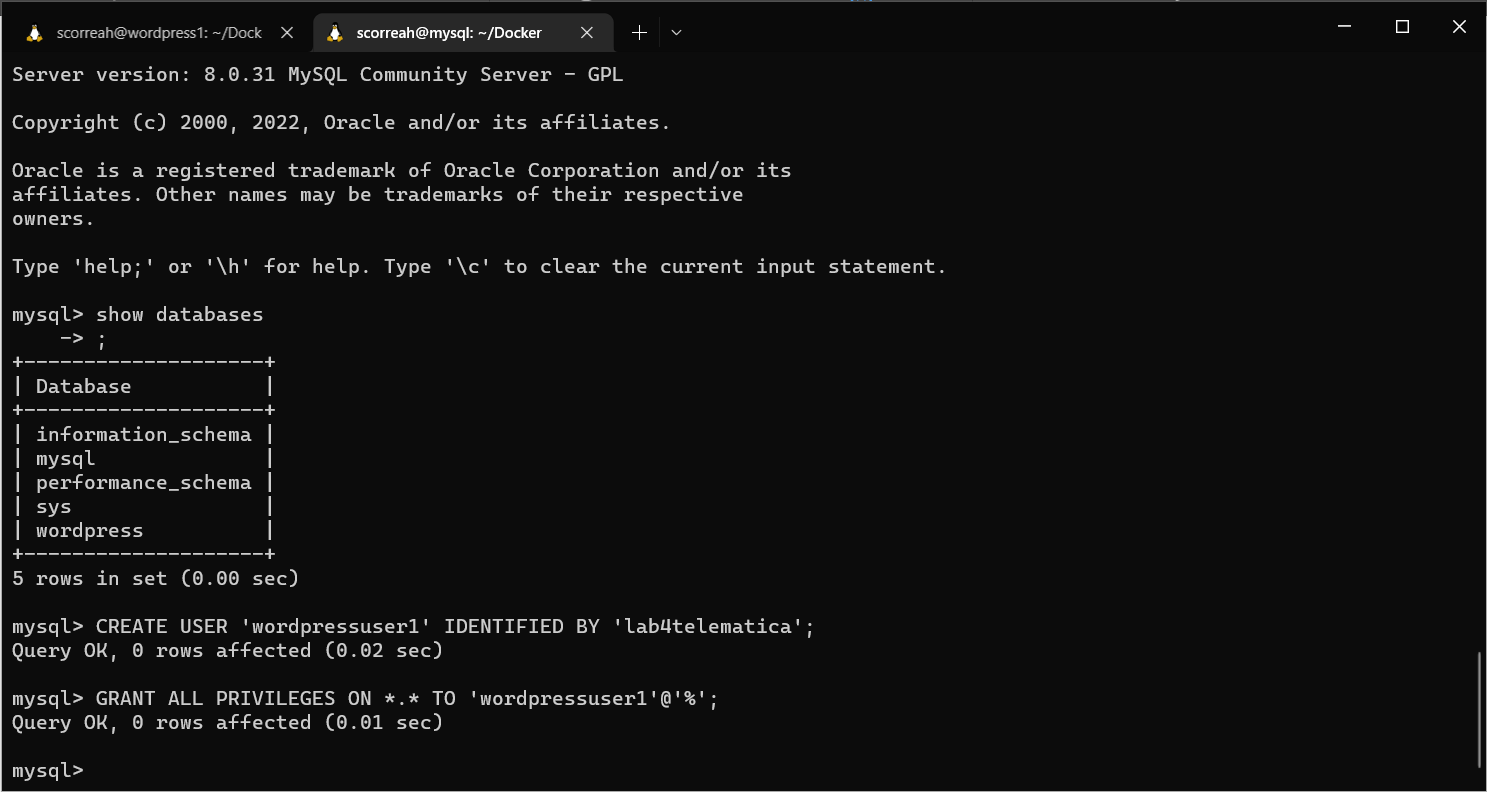 scorreah@wordpress1: ~/Dock
scorreah@mysql: ~/Docker
Server version: 8.0.31 MySQL Community Server - GPL
Copyright (c) 2000, 2022, Oracle and/or its affiliates.
Oracle is a registered trademark of Oracle Corporation and/or its
affiliates. Other names may be trademarks of their respective
owners.
Type 'help;' or '\h' for help. Type '\c' to clear the current input statement.
mysql> show databases
    -> ;
+--------------------+
| Database           |
+--------------------+
| information_schema |
| mysql              |
| performance_schema |
| sys                |
| wordpress          |
+--------------------+
5 rows in set (0.00 sec)
mysql> CREATE USER 'wordpressuser1' IDENTIFIED BY 'lab4telematica';
Query OK, 0 rows affected (0.02 sec)
mysql> GRANT ALL PRIVILEGES ON *.* TO 'wordpressuser1'@'%';
Query OK, 0 rows affected (0.01 sec)
mysql>